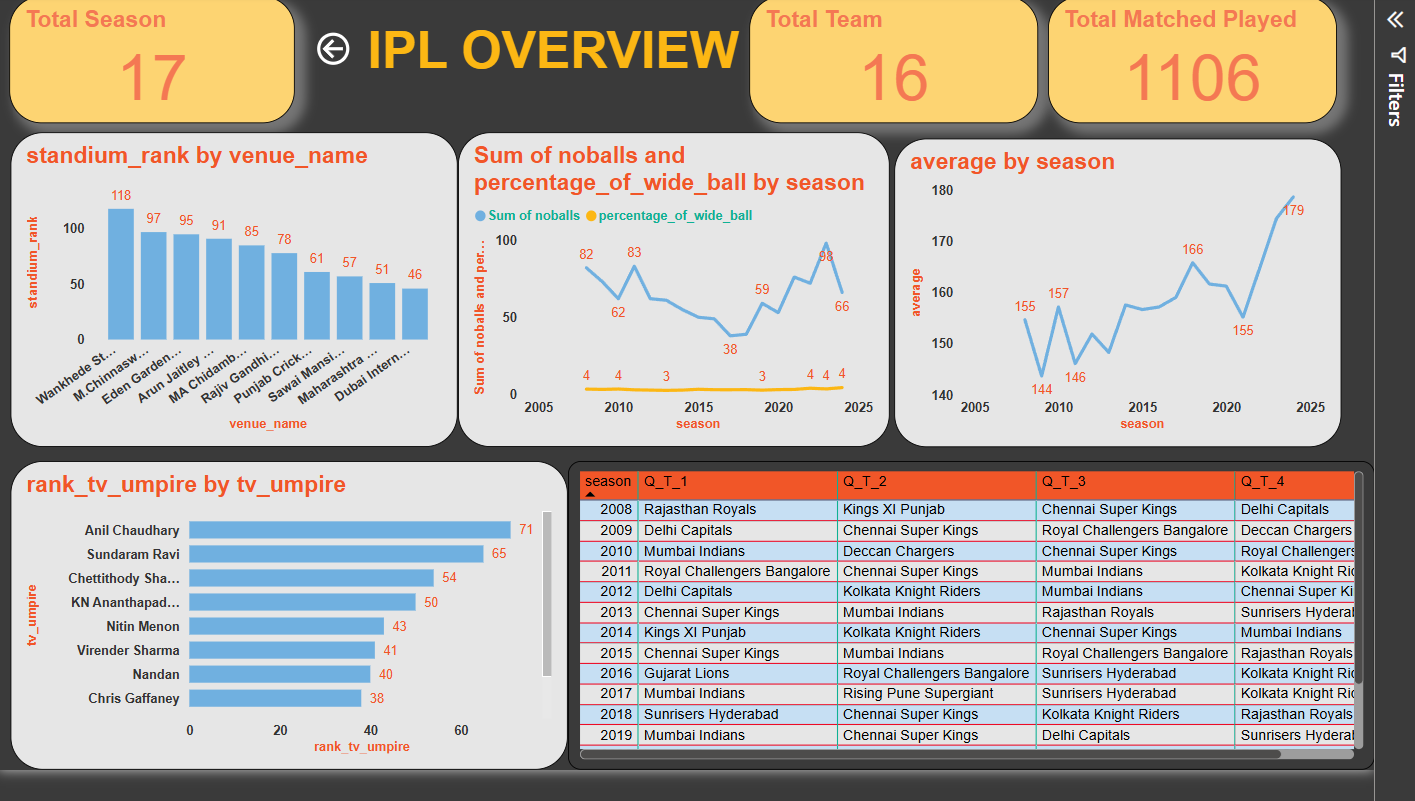 Total Season
17
IPL OVERVIEW
Total Team
16
Total Matched Played
1106
Filters
standium_rank by venue_name
standium_rank
100
50
0
118
97
95
91
85
78
61
57
51
46
Wankhede St...
M.Chinnasw...
Eden Garden...
Arun Jaitley ...
MA Chidamb...
Rajiv Gandhi...
Punjab Crick...
Sawai Mansi...
Maharashtra ...
Dubai Intern...
venue_name
Sum of noballs and
percentage_of_wide_ball by season
Sum of noballs percentage_of_wide_ball
Sum of noballs and per...
100
50
0
82
62
83
38
59
98
66
4
4
3
3
4
4
4
2005 2010 2015 2020 2025
season
average by season
average
180
170
160
150
140
155
144
157
146
166
155
179
2005 2010 2015 2020 2025
season
rank_tv_umpire by tv_umpire
tv_umpire
Anil Chaudhary 71
Sundaram Ravi 65
Chettithody Sha... 54
KN Ananthapad... 50
Nitin Menon 43
Virender Sharma 41
Nandan 40
Chris Gaffaney 38
0 20 40 60
rank_tv_umpire
season Q_T_1 Q_T_2 Q_T_3 Q_T_4
2008 Rajasthan Royals Kings XI Punjab Chennai Super Kings Delhi Capitals
2009 Delhi Capitals Chennai Super Kings Royal Challengers Bangalore Deccan Chargers
2010 Mumbai Indians Deccan Chargers Chennai Super Kings Royal Challengers
2011 Royal Challengers Bangalore Chennai Super Kings Mumbai Indians Kolkata Knight Ric
2012 Delhi Capitals Kolkata Knight Riders Mumbai Indians Chennai Super Ki
2013 Chennai Super Kings Mumbai Indians Rajasthan Royals Sunrisers Hyderal
2014 Kings XI Punjab Kolkata Knight Riders Chennai Super Kings Mumbai Indians
2015 Chennai Super Kings Mumbai Indians Royal Challengers Bangalore Rajasthan Royals
2016 Gujarat Lions Royal Challengers Bangalore Sunrisers Hyderabad Kolkata Knight Ric
2017 Mumbai Indians Rising Pune Supergiant Sunrisers Hyderabad Kolkata Knight Ric
2018 Sunrisers Hyderabad Chennai Super Kings Kolkata Knight Riders Rajasthan Royals
2019 Mumbai Indians Chennai Super Kings Delhi Capitals Sunrisers Hyderal